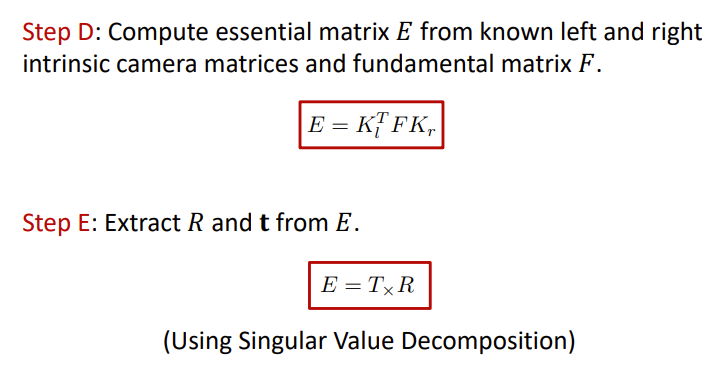 Step D: Compute essential matrix E from known left and right
intrinsic camera matrices and fundamental matrix F.
E = K_l^T F K_r
Step E: Extract R and t from E.
E = T_× R
(Using Singular Value Decomposition)